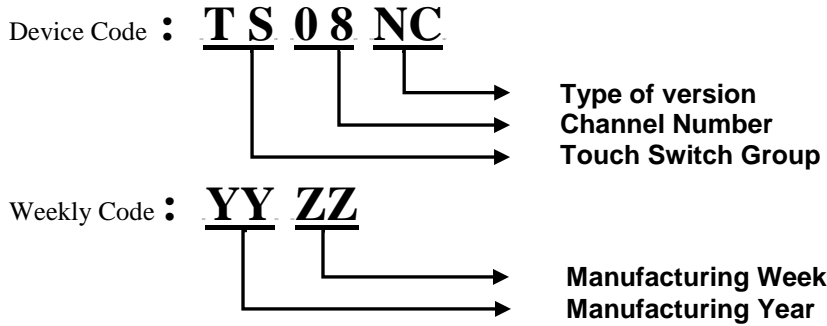 Device Code : T S 0 8 NC
Type of version
Channel Number
Touch Switch Group
Weekly Code : YY ZZ
Manufacturing Week
Manufacturing Year